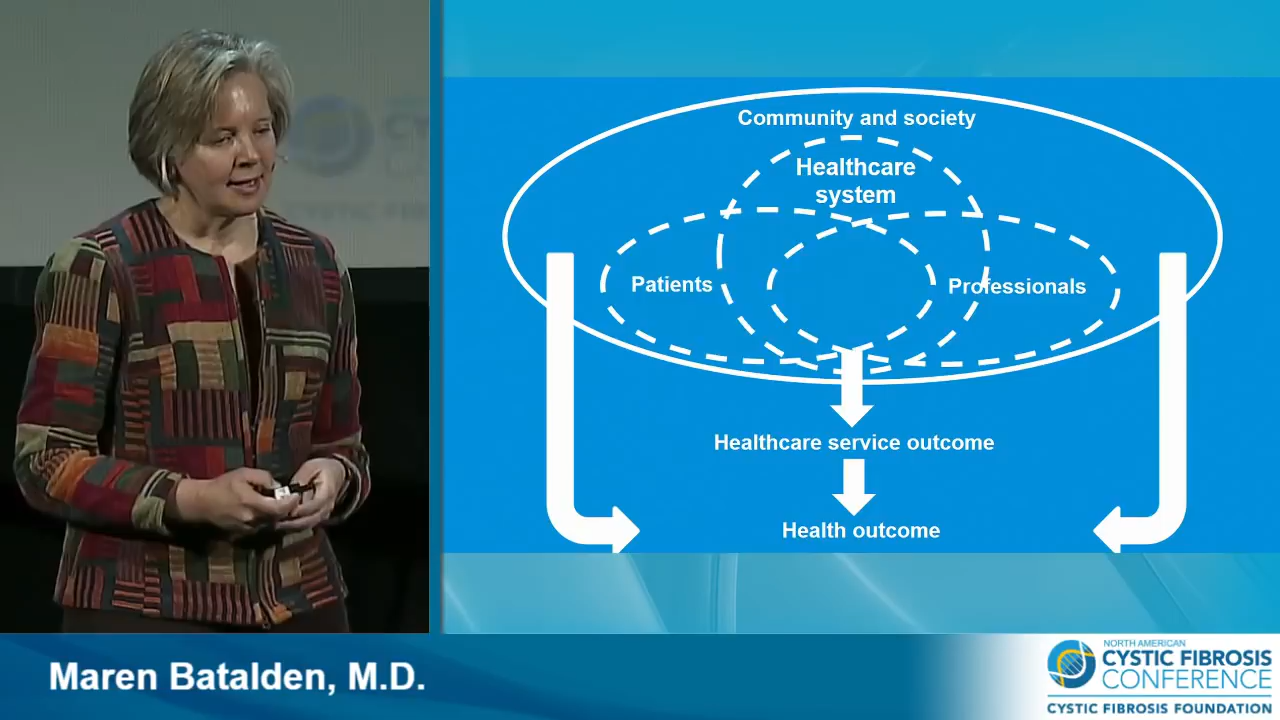 Community and society
Healthcare
system
Patients
Professionals
Healthcare service outcome
Health outcome
Maren Batalden, M.D.
NORTH AMERICAN
CYSTIC FIBROSIS
CONFERENCE
CYSTIC FIBROSIS FOUNDATION